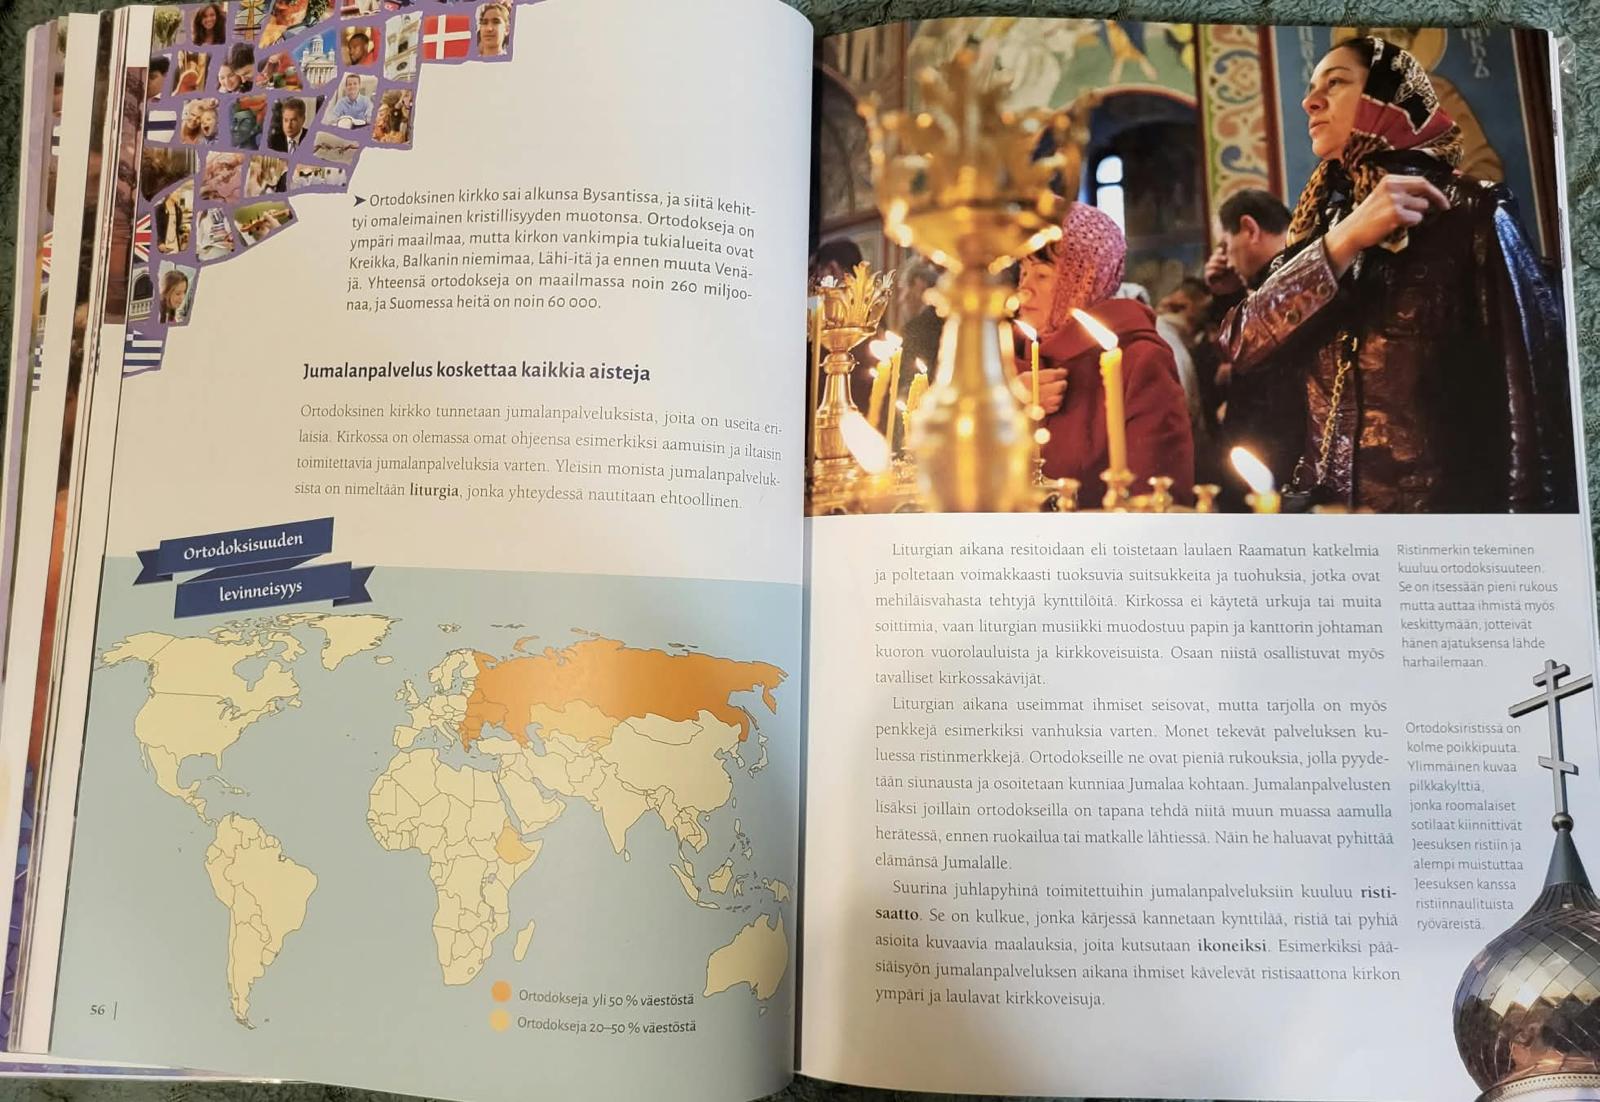 ➤ Ortodoksinen kirkko sai alkunsa Bysantissa, ja siitä kehit-
tyi omaleimainen kristillisyyden muotonsa. Ortodokseja on
ympäri maailmaa, mutta kirkon vankimpia tukialueita ovat
Kreikka, Balkanin niemimaa, Lähi-itä ja ennen muuta Venä-
jä. Yhteensä ortodokseja on maailmassa noin 260 miljoo-
naa, ja Suomessa heitä on noin 60 000.
Jumalanpalvelus koskettaa kaikkia aisteja
Ortodoksinen kirkko tunnetaan jumalanpalveluksista, joita on useita eri-
laisia. Kirkossa on olemassa omat ohjeensa esimerkiksi aamuisin ja iltaisin
toimitettavia jumalanpalveluksia varten. Yleisin monista jumalanpalveluk-
sista on nimeltään liturgia, jonka yhteydessä nautitaan ehtoollinen.
Ortodoksisuuden
levinneisyys
Ortodokseja yli 50 % väestöstä
Ortodokseja 20–50 % väestöstä
56
Liturgian aikana resitoidaan eli toistetaan laulaen Raamatun katkelmia
ja poltetaan voimakkaasti tuoksuvia suitsukkeita ja tuohuksia, jotka ovat
mehiläisvahasta tehtyjä kynttilöitä. Kirkossa ei käytetä urkuja tai muita
soittimia, vaan liturgian musiikki muodostuu papin ja kanttorin johtaman
kuoron vuorolauluista ja kirkkoveisuista. Osaan niistä osallistuvat myös
tavalliset kirkossakävijät.
Liturgian aikana useimmat ihmiset seisovat, mutta tarjolla on myös
penkkejä esimerkiksi vanhuksia varten. Monet tekevät palveluksen ku-
luessa ristinmerkkejä. Ortodokseille ne ovat pieniä rukouksia, jolla pyyde-
tään siunausta ja osoitetaan kunniaa Jumalaa kohtaan. Jumalanpalvelusten
lisäksi joillain ortodokseilla on tapana tehdä niitä muun muassa aamulla
herätessä, ennen ruokailua tai matkalle lähtiessä. Näin he haluavat pyhittää
elämänsä Jumalalle.
Suurina juhlapyhinä toimitettuihin jumalanpalveluksiin kuuluu risti-
saatto. Se on kulkue, jonka kärjessä kannetaan kynttilää, ristiä tai pyhiä
asioita kuvaavia maalauksia, joita kutsutaan ikoneiksi. Esimerkiksi pää-
siäisyön jumalanpalveluksen aikana ihmiset kävelevät ristisaattona kirkon
ympäri ja laulavat kirkkoveisuja.
Ristinmerkin tekeminen
kuuluu ortodoksisuuteen.
Se on itsessään pieni rukous
mutta auttaa ihmistä myös
keskittymään, jotteivät
hänen ajatuksensa lähde
harhailemaan.
Ortodoksiristissä on
kolme poikkipuuta.
Ylimmäinen kuvaa
pilkkakylttiä,
jonka roomalaiset
sotilaat kiinnittivät
Jeesuksen ristiin ja
alempi muistuttaa
Jeesuksen kanssa
ristiinnaulituista
ryöväreistä.